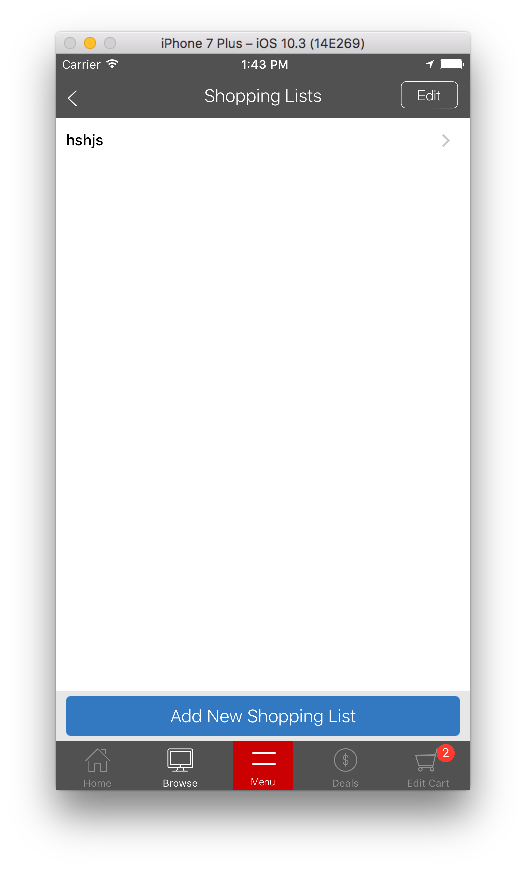 iPhone 7 Plus – iOS 10.3 (14E269)
Carrier 1:43 PM
Shopping Lists Edit
hshjs
Add New Shopping List
2
Home Browse Menu Deals Edit Cart